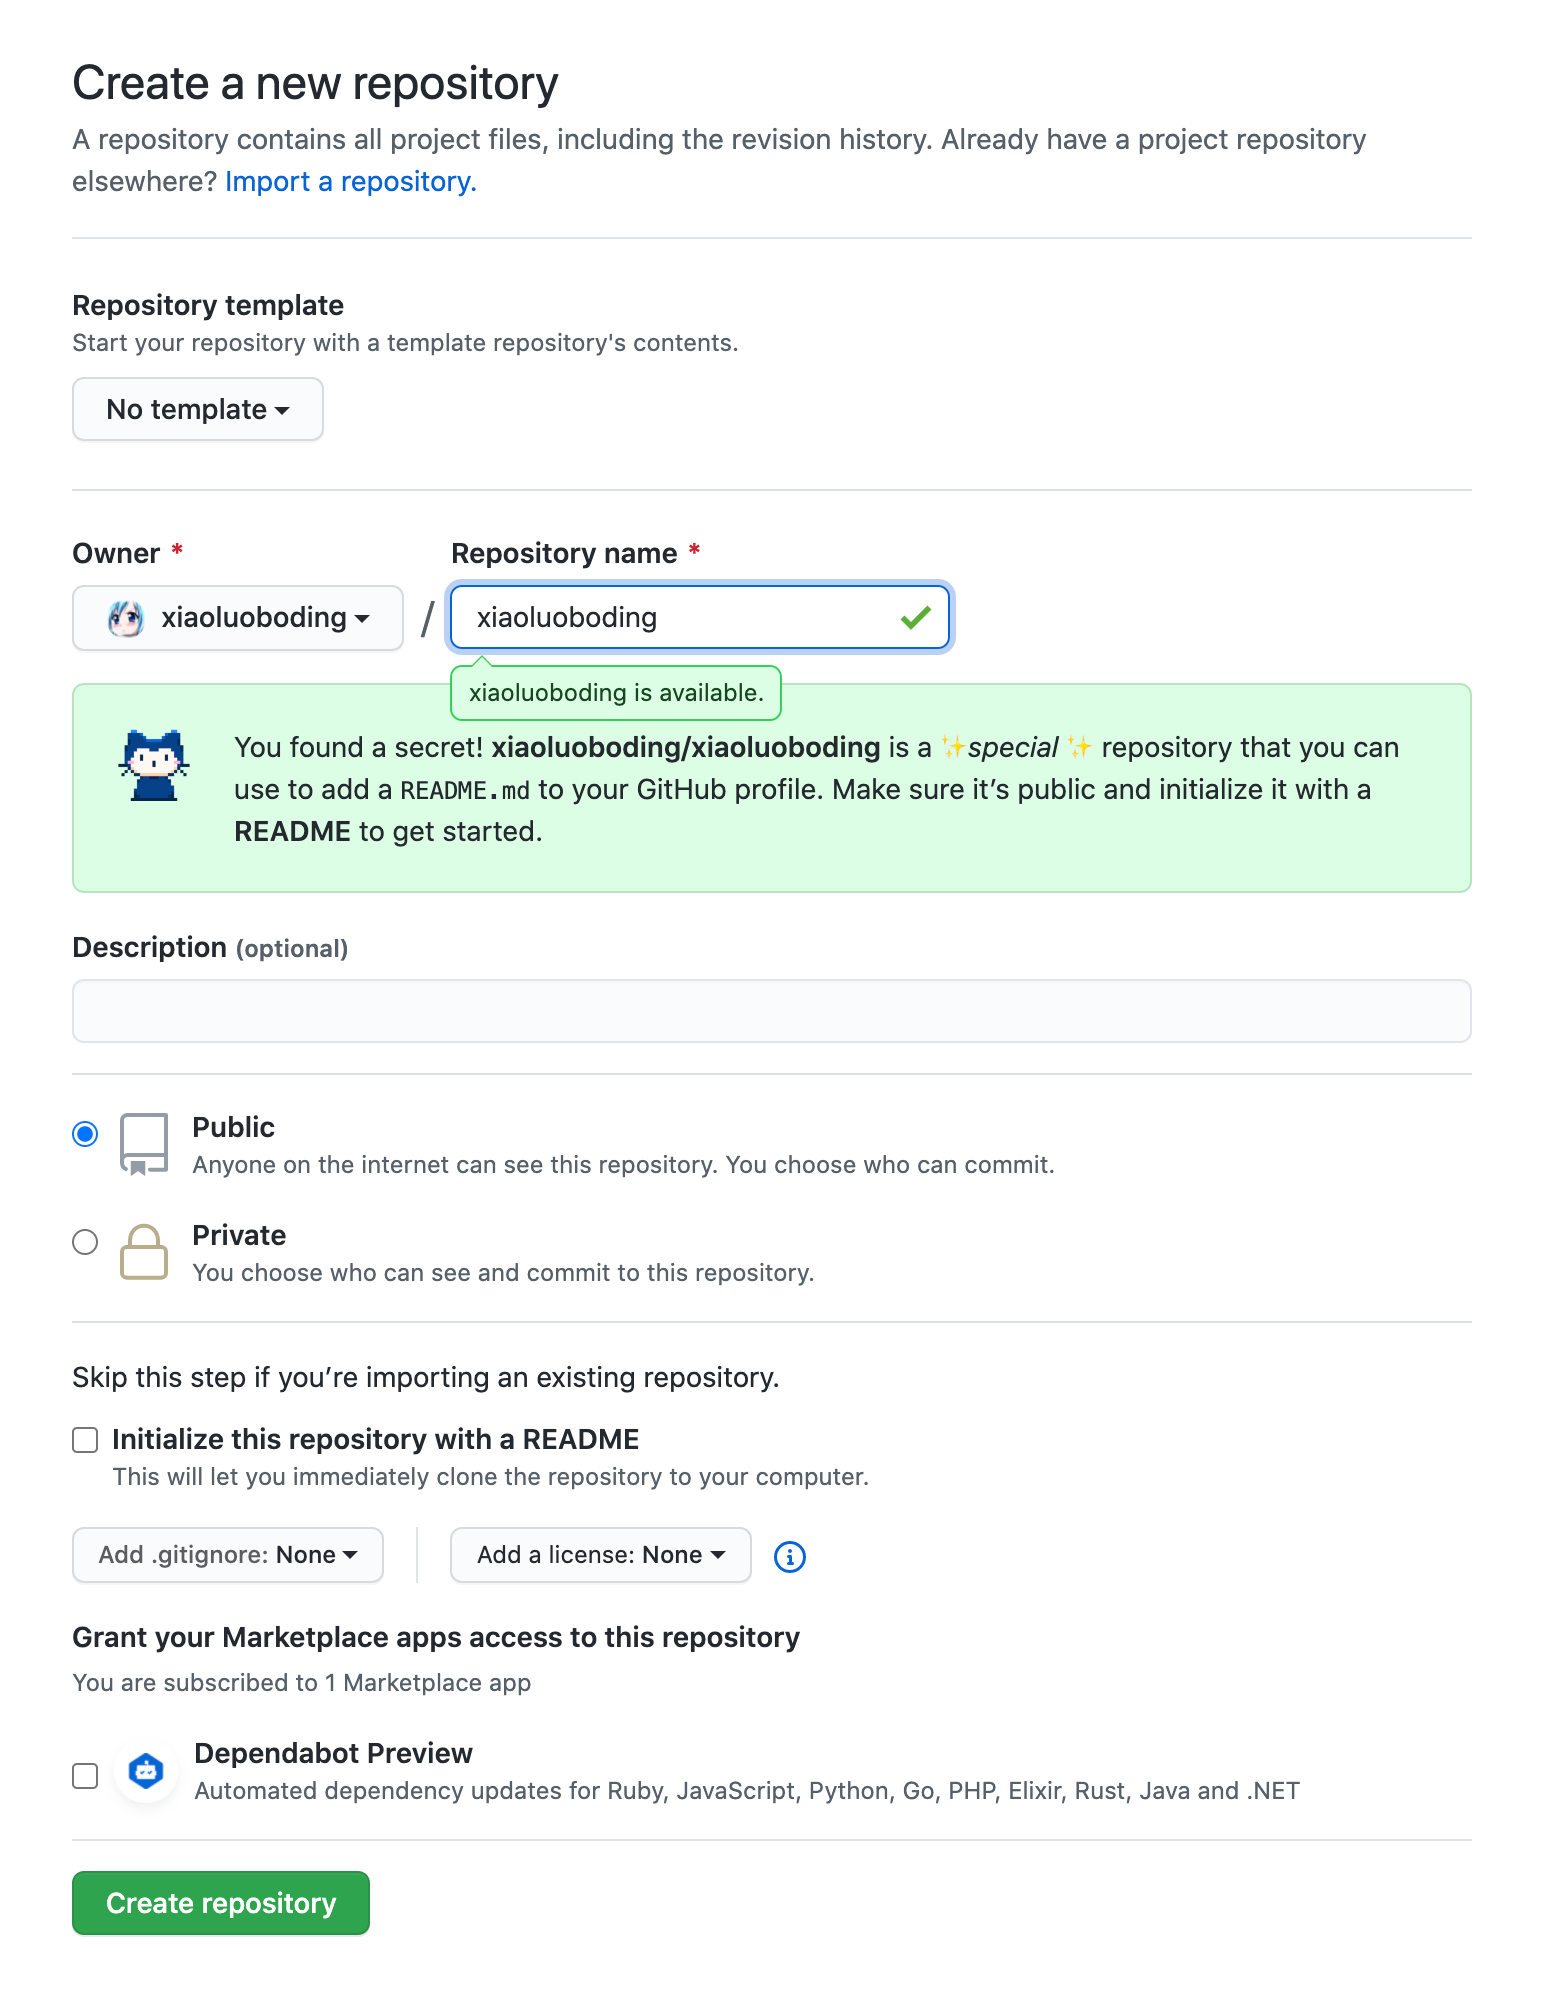 Create a new repository
A repository contains all project files, including the revision history. Already have a project repository
elsewhere? Import a repository.
Repository template
Start your repository with a template repository's contents.
No template
Owner *
Repository name *
xiaoluoboding
/
xiaoluoboding
xiaoluoboding is available.
You found a secret! xiaoluoboding/xiaoluoboding is a ✨special✨ repository that you can
use to add a README.md to your GitHub profile. Make sure it’s public and initialize it with a
README to get started.
Description (optional)
Public
Anyone on the internet can see this repository. You choose who can commit.
Private
You choose who can see and commit to this repository.
Skip this step if you’re importing an existing repository.
Initialize this repository with a README
This will let you immediately clone the repository to your computer.
Add .gitignore: None
Add a license: None
Grant your Marketplace apps access to this repository
You are subscribed to 1 Marketplace app
Dependabot Preview
Automated dependency updates for Ruby, JavaScript, Python, Go, PHP, Elixir, Rust, Java and .NET
Create repository